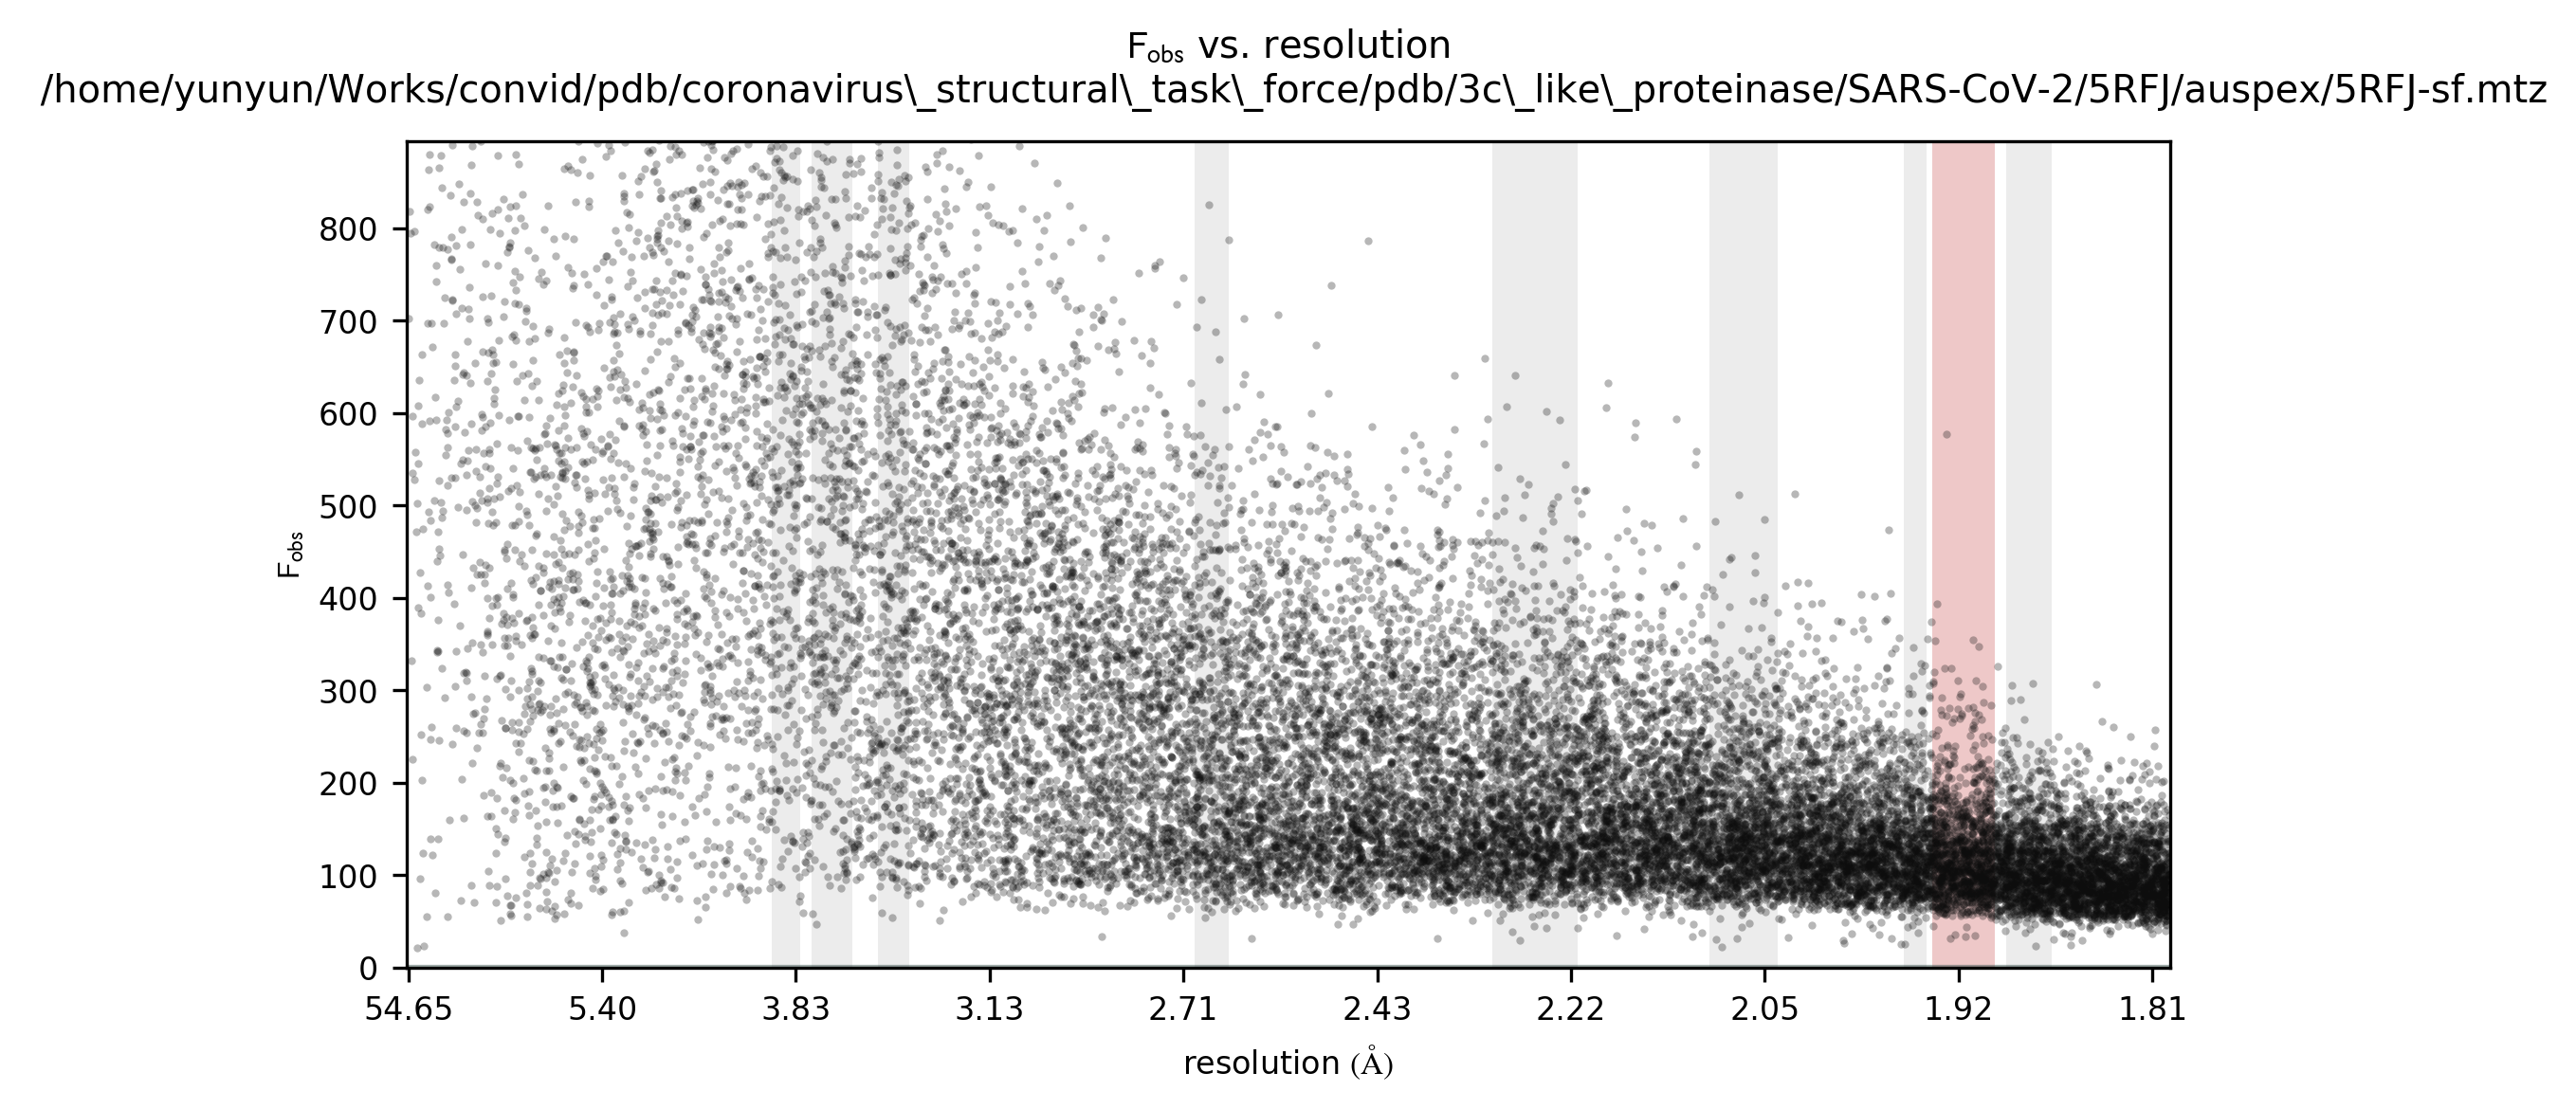 Fobs vs. resolution
/home/yunyun/Works/convid/pdb/coronavirus\_structural\_task\_force/pdb/3c\_like\_proteinase/SARS-CoV-2/5RFJ/auspex/5RFJ-sf.mtz
800
700
600
500
400
300
200
100
0
Fobs
54.65 5.40 3.83 3.13 2.71 2.43 2.22 2.05 1.92 1.81
resolution (Å)